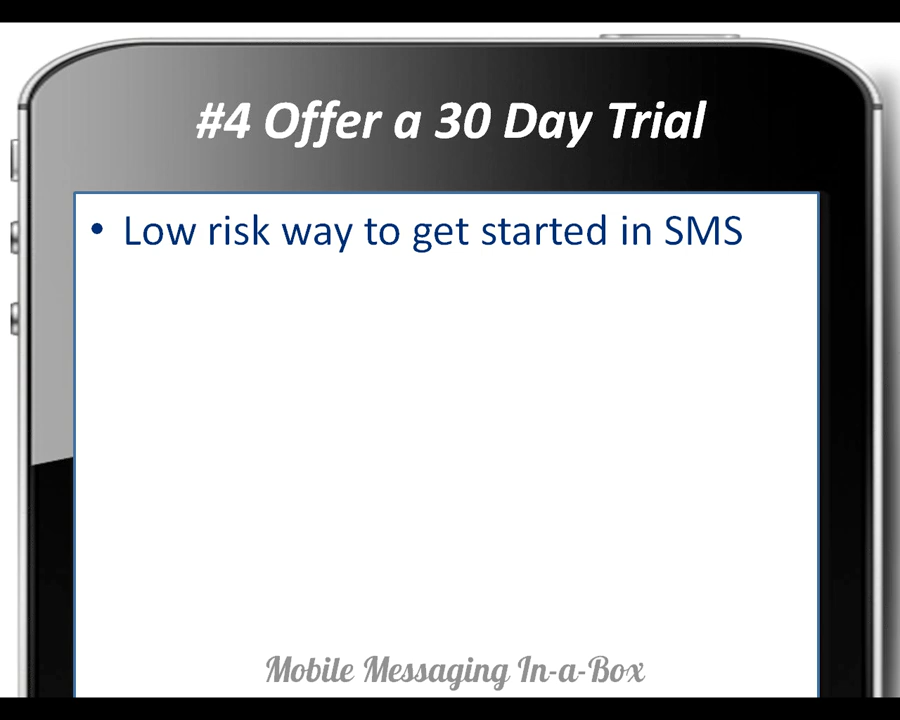 #4 Offer a 30 Day Trial
• Low risk way to get started in SMS
Mobile Messaging In-a-Box